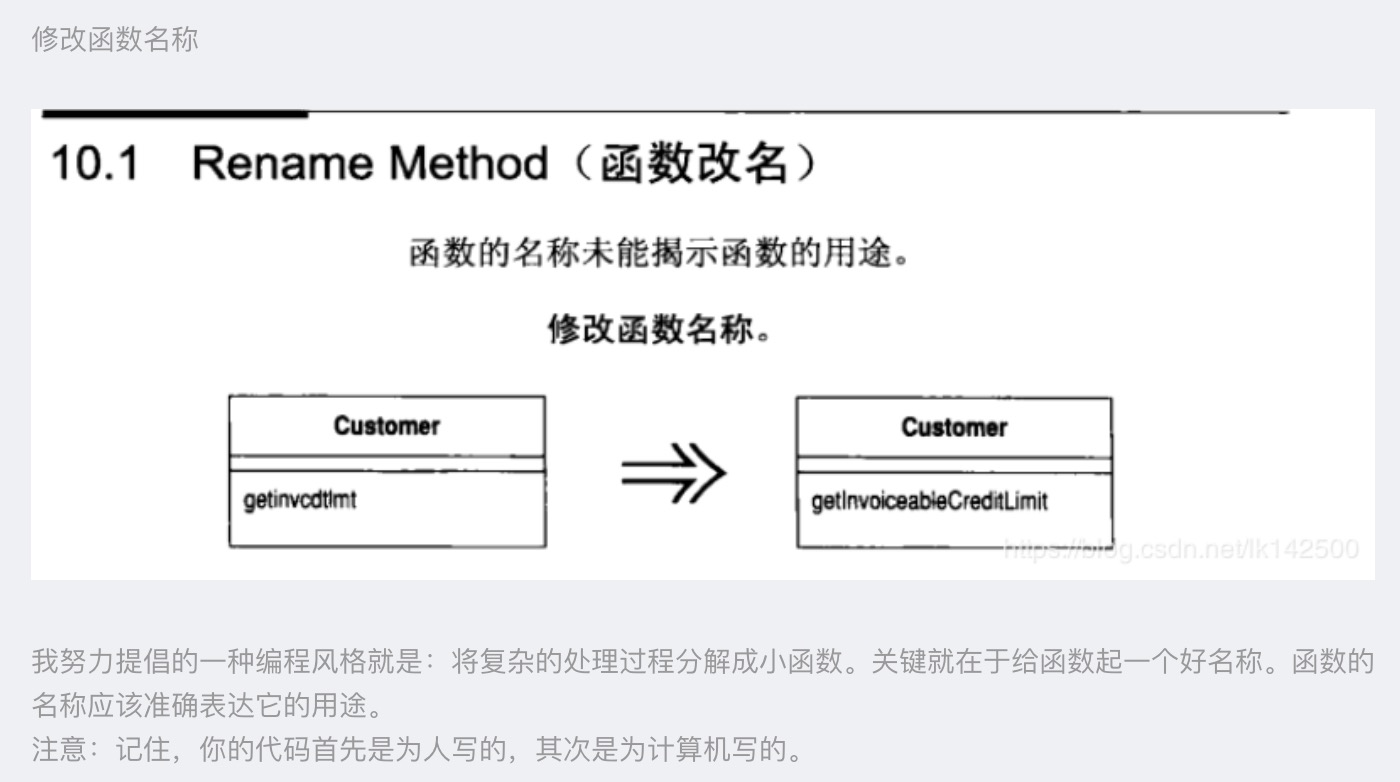 修改函数名称
10.1 Rename Method（函数改名）
函数的名称未能揭示函数的用途。
修改函数名称。
Customer
getinvcdtlmt
Customer
getInvoiceableCreditLimit
https://blog.csdn.net/lk142500
我努力提倡的一种编程风格就是：将复杂的处理过程分解成小函数。关键就在于给函数起一个好名称。函数的
名称应该准确表达它的用途。
注意：记住，你的代码首先是为人写的，其次是为计算机写的。